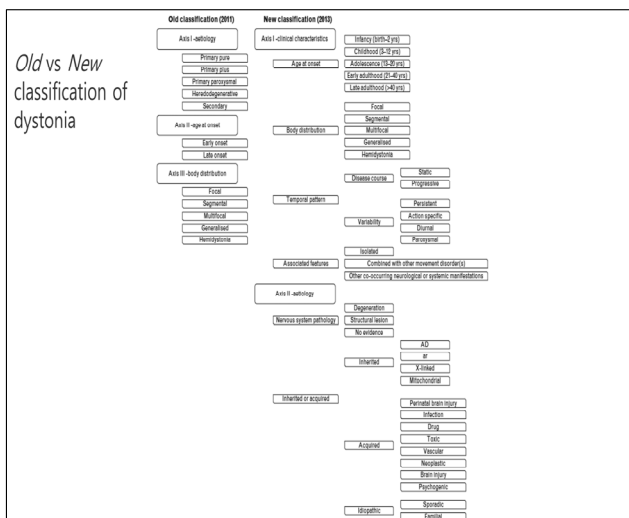 Old vs New
classification of
dystonia
Old classification (2011)
Axis I -aetiology
Primary pure
Primary plus
Primary paroxysmal
Heredodegenerative
Secondary
Axis II -age at onset
Early onset
Late onset
Axis III -body distribution
Focal
Segmental
Multifocal
Generalised
Hemidystonia
New classification (2013)
Axis I -clinical characteristics
Age at onset
Infancy (birth–2 yrs)
Childhood (3–12 yrs)
Adolescence (13–20 yrs)
Early adulthood (21–40 yrs)
Late adulthood (>40 yrs)
Body distribution
Focal
Segmental
Multifocal
Generalised
Hemidystonia
Temporal pattern
Disease course
Static
Progressive
Variability
Persistent
Action specific
Diurnal
Paroxysmal
Associated features
Isolated
Combined with other movement disorder(s)
Other co-occurring neurological or systemic manifestations
Axis II -aetiology
Nervous system pathology
Degeneration
Structural lesion
No evidence
Inherited or acquired
Inherited
AD
ar
X-linked
Mitochondrial
Acquired
Perinatal brain injury
Infection
Drug
Toxic
Vascular
Neoplastic
Brain injury
Psychogenic
Idiopathic
Sporadic
Familial